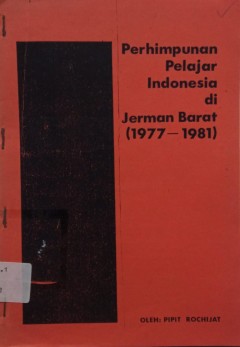 Perhimpunan
Pelajar
Indonesia
di
Jerman Barat
(1977 — 1981)
OLEH: PIPIT ROCHIJAT